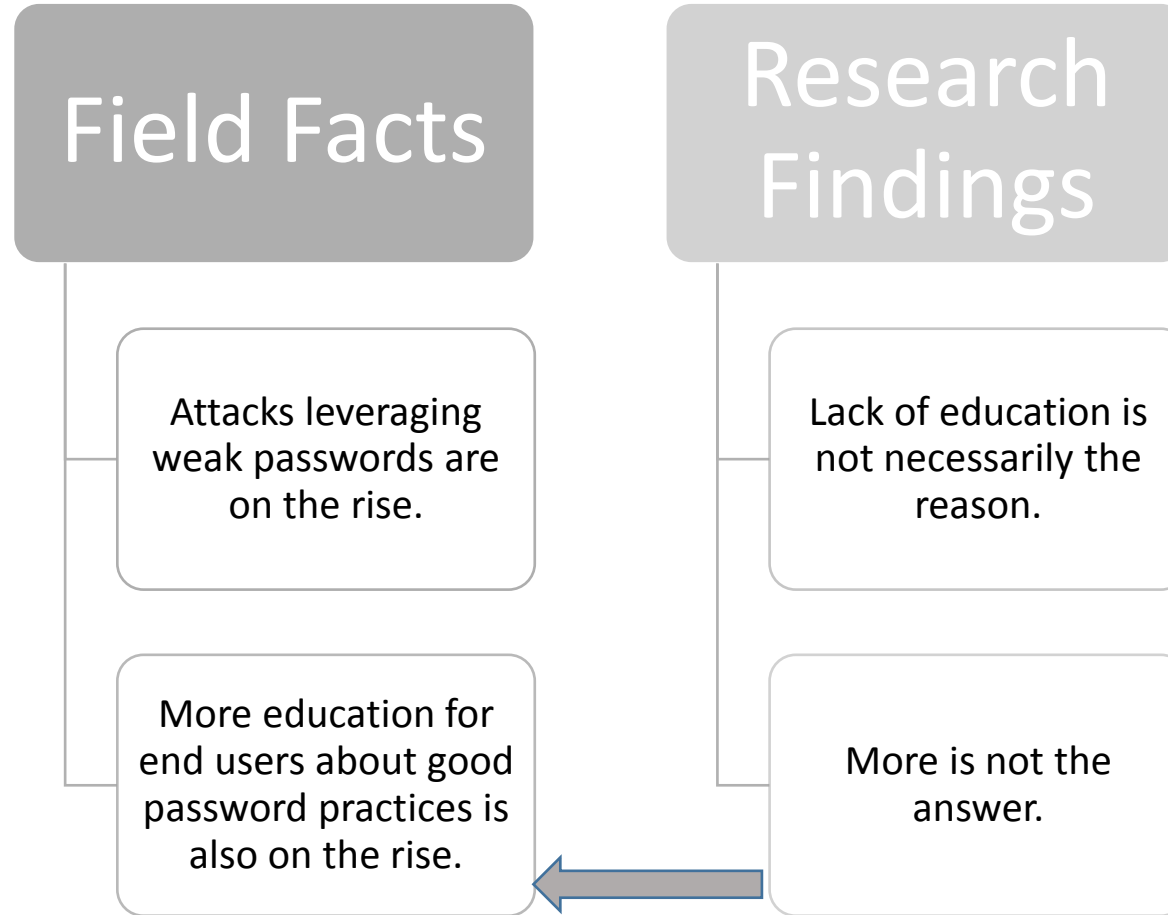 Field Facts
Attacks leveraging
weak passwords are
on the rise.
More education for
end users about good
password practices is
also on the rise.
Research
Findings
Lack of education is
not necessarily the
reason.
More is not the
answer.